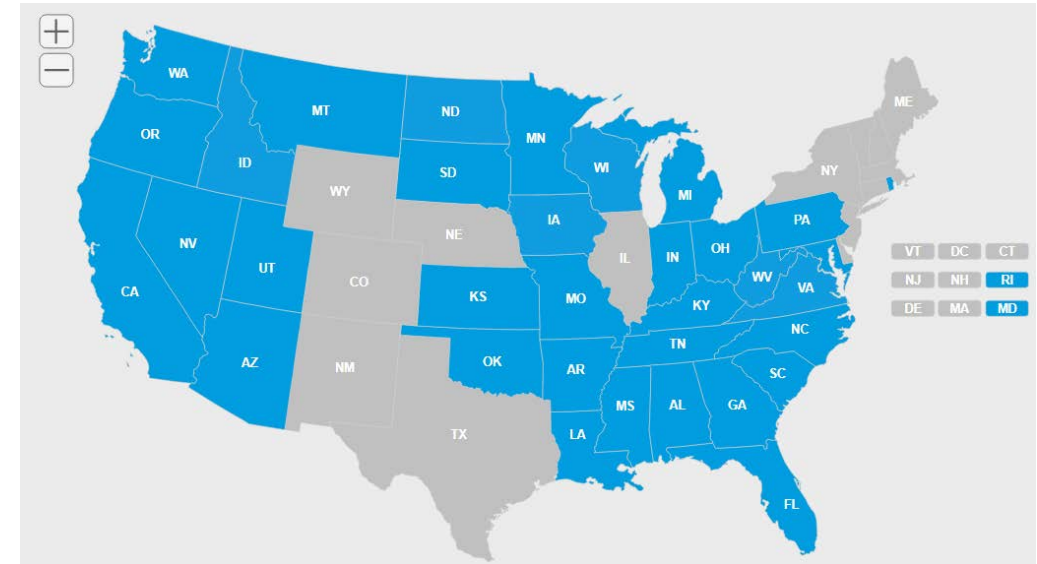 +
−
WA
MT
ND
MN
ME
OR
ID
SD
WI
MI
NY
WY
IA
PA
NV
NE
IL
IN
OH
UT
CO
KS
MO
WV
VA
CA
KY
AZ
NM
OK
AR
TN
NC
SC
TX
LA
MS
AL
GA
FL
VT DC CT
NJ NH RI
DE MA MD